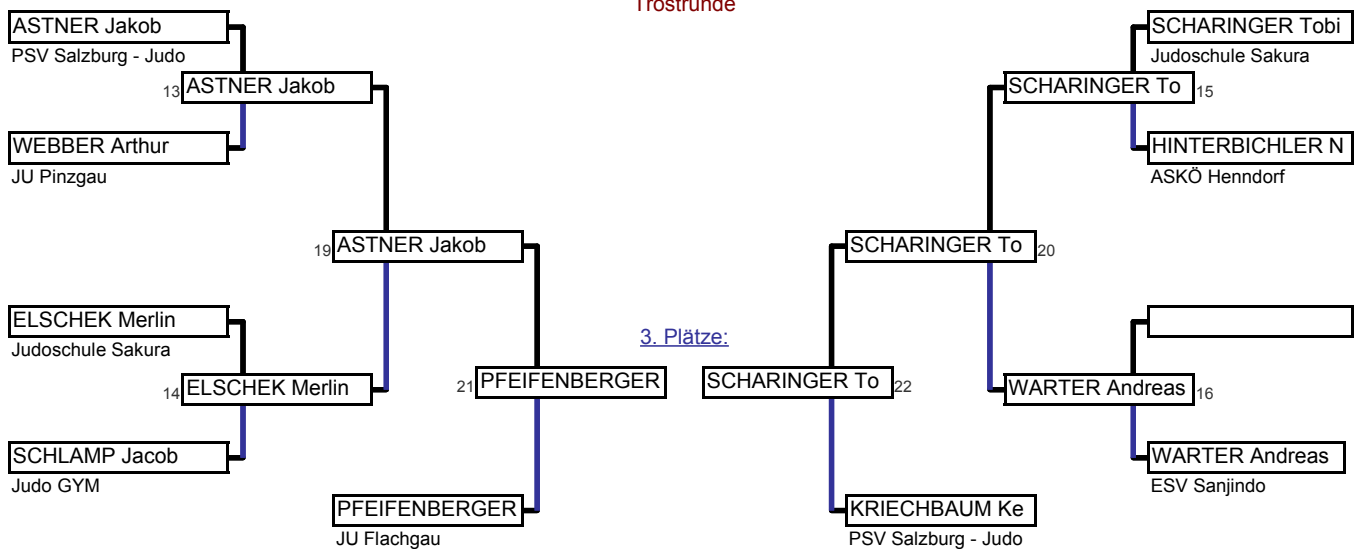 Trostrunde
ASTNER Jakob
PSV Salzburg - Judo
13 ASTNER Jakob
WEBBER Arthur
JU Pinzgau
19 ASTNER Jakob
ELSCHEK Merlin
Judoschule Sakura
14 ELSCHEK Merlin
SCHLAMP Jacob
Judo GYM
21 PFEIFENBERGER
PFEIFENBERGER
JU Flachgau
3. Plätze:
SCHARINGER Tobi
Judoschule Sakura
SCHARINGER To 15
HINTERBICHLER N
ASKÖ Henndorf
SCHARINGER To 20
SCHARINGER To 22
WARTER Andreas 16
WARTER Andreas
ESV Sanjindo
KRIECHBAUM Ke
PSV Salzburg - Judo